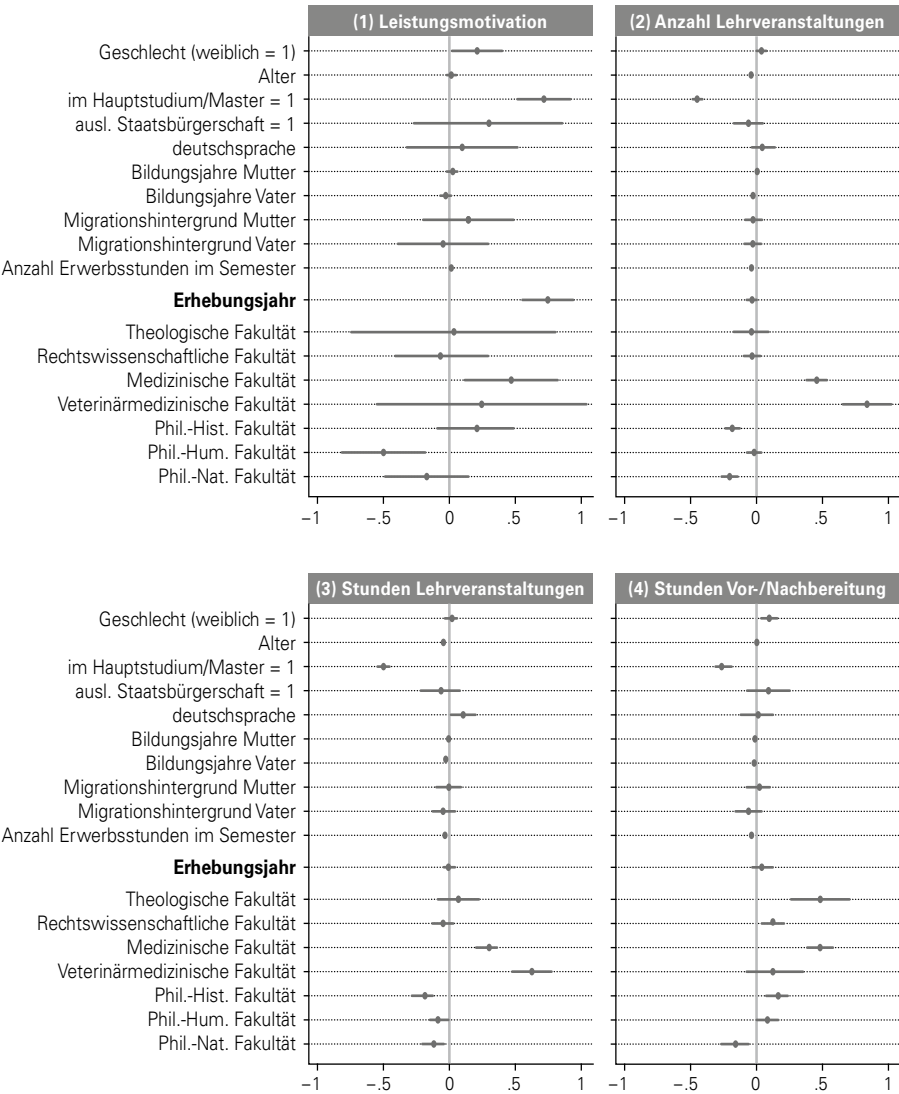 (1) Leistungsmotivation
(2) Anzahl Lehrveranstaltungen
Geschlecht (weiblich = 1)
Alter
im Hauptstudium/Master = 1
ausl. Staatsbürgerschaft = 1
deutschsprache
Bildungsjahre Mutter
Bildungsjahre Vater
Migrationshintergrund Mutter
Migrationshintergrund Vater
Anzahl Erwerbsstunden im Semester
Erhebungsjahr
Theologische Fakultät
Rechtswissenschaftliche Fakultät
Medizinische Fakultät
Veterinärmedizinische Fakultät
Phil.-Hist. Fakultät
Phil.-Hum. Fakultät
Phil.-Nat. Fakultät
−1 −.5 0 .5 1
−1 −.5 0 .5 1
(3) Stunden Lehrveranstaltungen
(4) Stunden Vor-/Nachbereitung
Geschlecht (weiblich = 1)
Alter
im Hauptstudium/Master = 1
ausl. Staatsbürgerschaft = 1
deutschsprache
Bildungsjahre Mutter
Bildungsjahre Vater
Migrationshintergrund Mutter
Migrationshintergrund Vater
Anzahl Erwerbsstunden im Semester
Erhebungsjahr
Theologische Fakultät
Rechtswissenschaftliche Fakultät
Medizinische Fakultät
Veterinärmedizinische Fakultät
Phil.-Hist. Fakultät
Phil.-Hum. Fakultät
Phil.-Nat. Fakultät
−1 −.5 0 .5 1
−1 −.5 0 .5 1